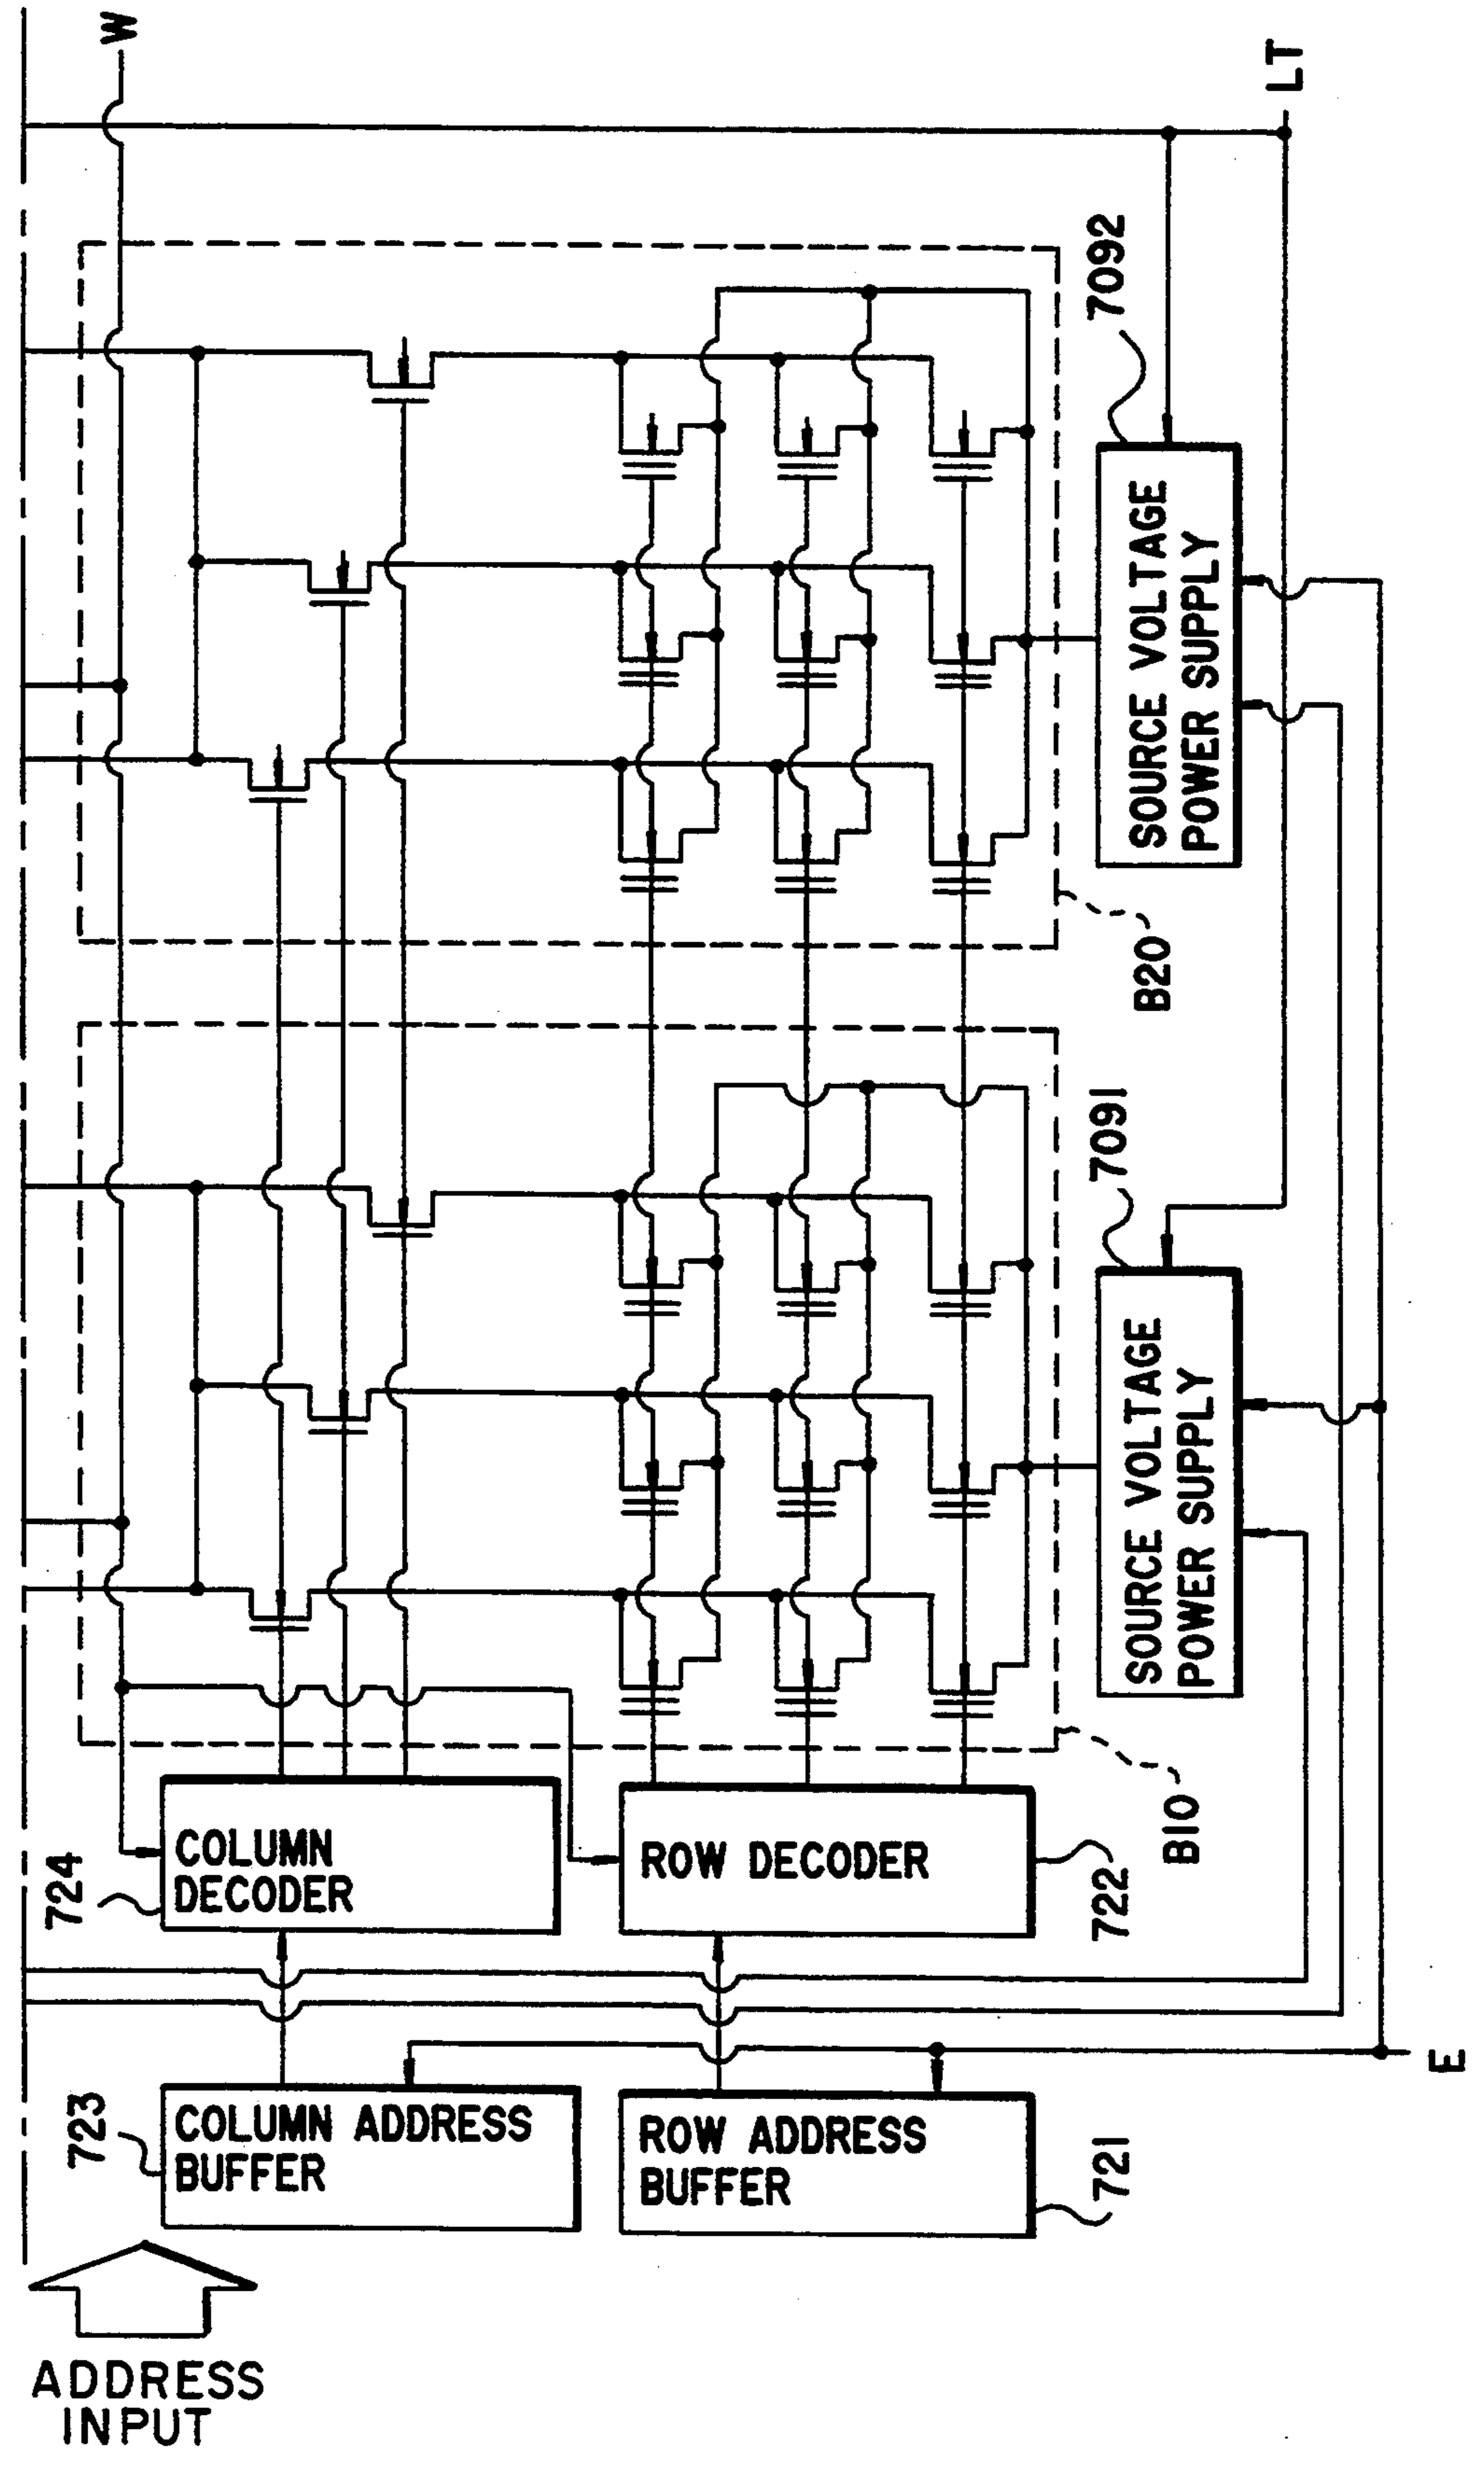 W
LT
7092
SOURCE VOLTAGE
POWER SUPPLY
B20
7091
SOURCE VOLTAGE
POWER SUPPLY
B10
724
COLUMN
DECODER
ROW DECODER
722
723
COLUMN ADDRESS
BUFFER
ROW ADDRESS
BUFFER
721
E
ADDRESS
INPUT